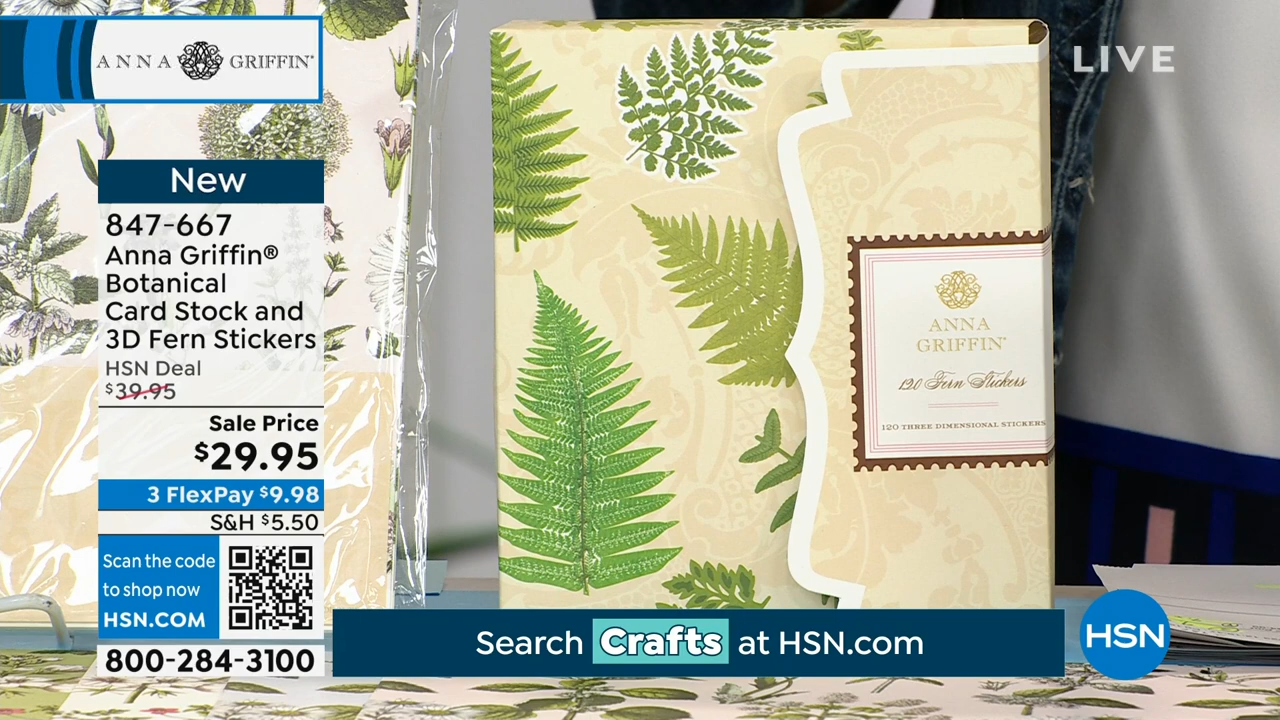 ANNA GRIFFIN®
LIVE
New
847-667
Anna Griffin®
Botanical
Card Stock and
3D Fern Stickers
HSN Deal
$39.95
Sale Price
$29.95
3 FlexPay $9.98
S&H $5.50
Scan the code
to shop now
HSN.COM
800-284-3100
ANNA
GRIFFIN®
120 Fern Stickers
120 THREE DIMENSIONAL STICKERS
Search Crafts at HSN.com
HSN